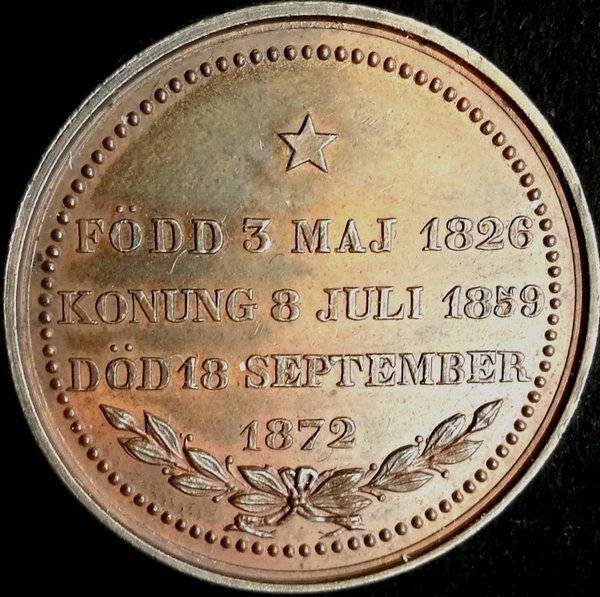 FÖDD 3 MAJ 1826
KONUNG 8 JULI 1859
DÖD 18 SEPTEMBER
1872